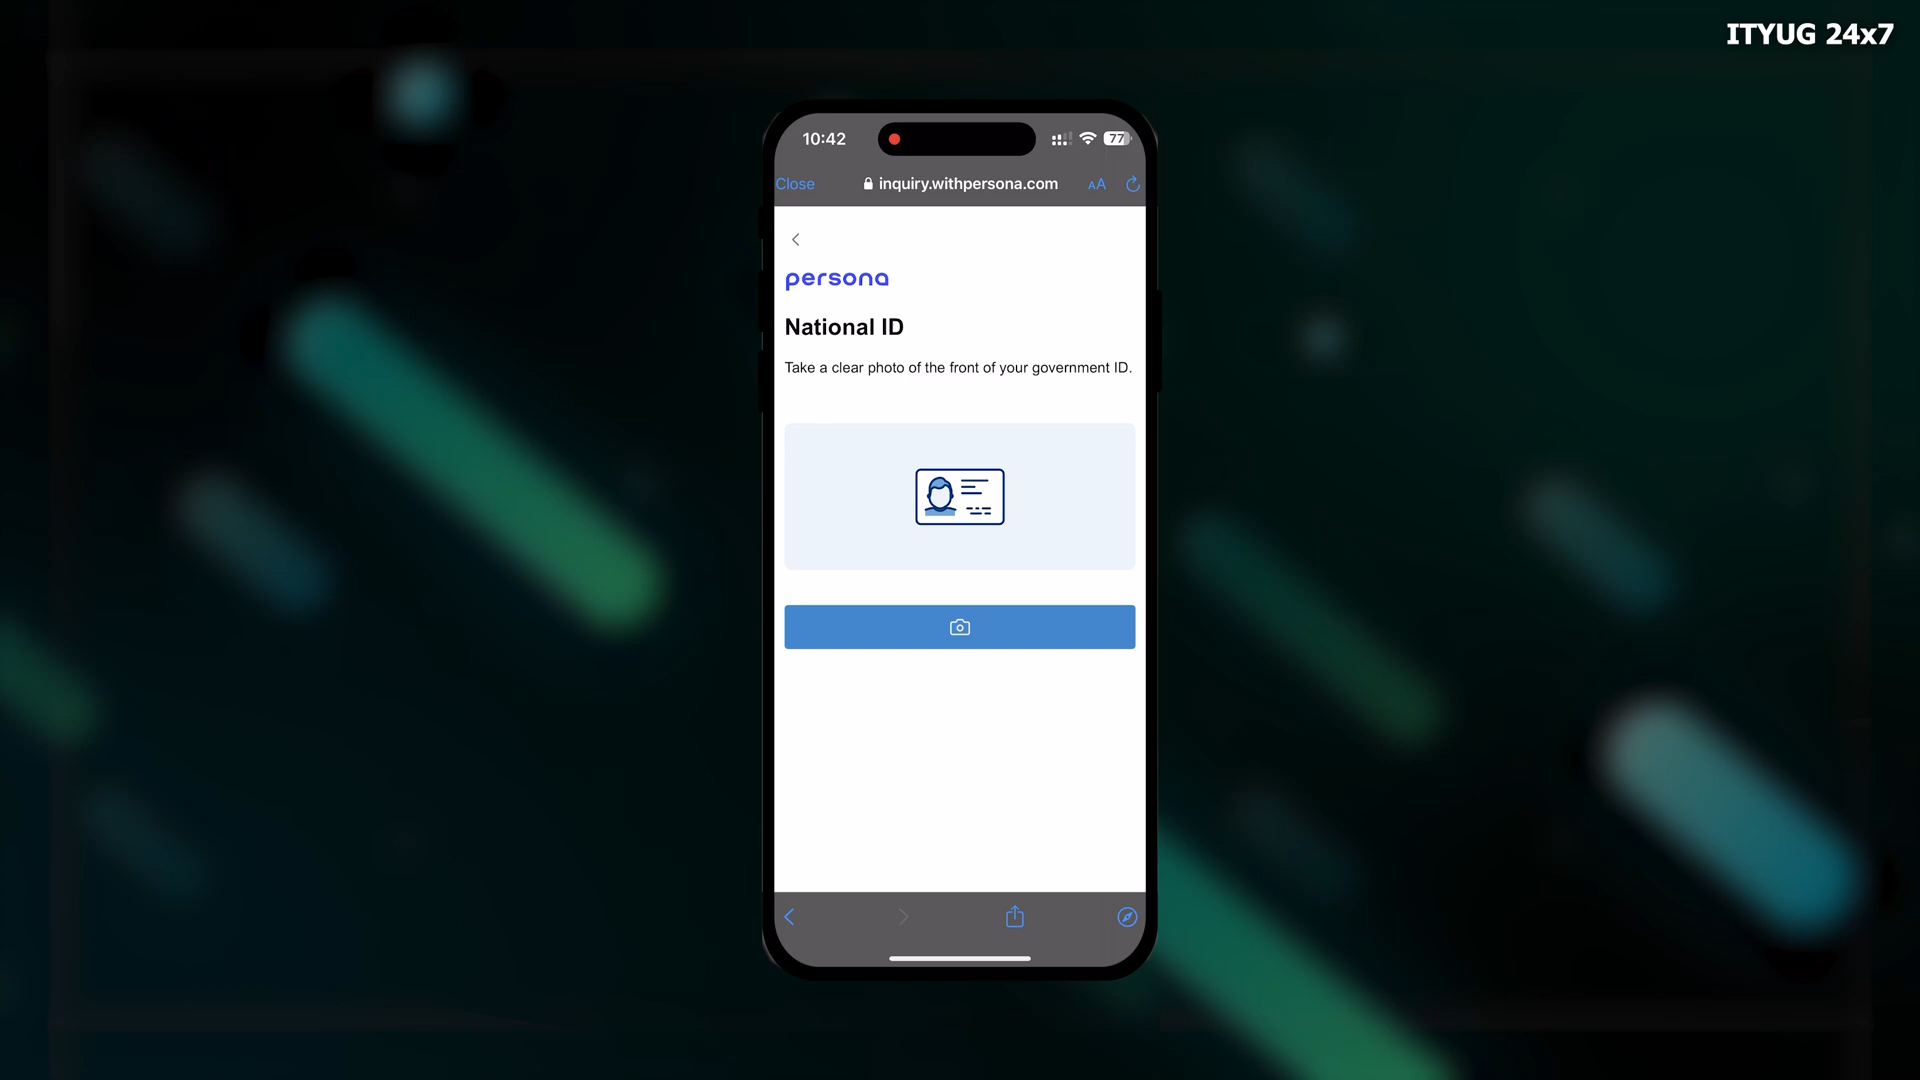 ITYUG 24x7
10:42
77
Close
inquiry.withpersona.com
AA
persona
National ID
Take a clear photo of the front of your government ID.